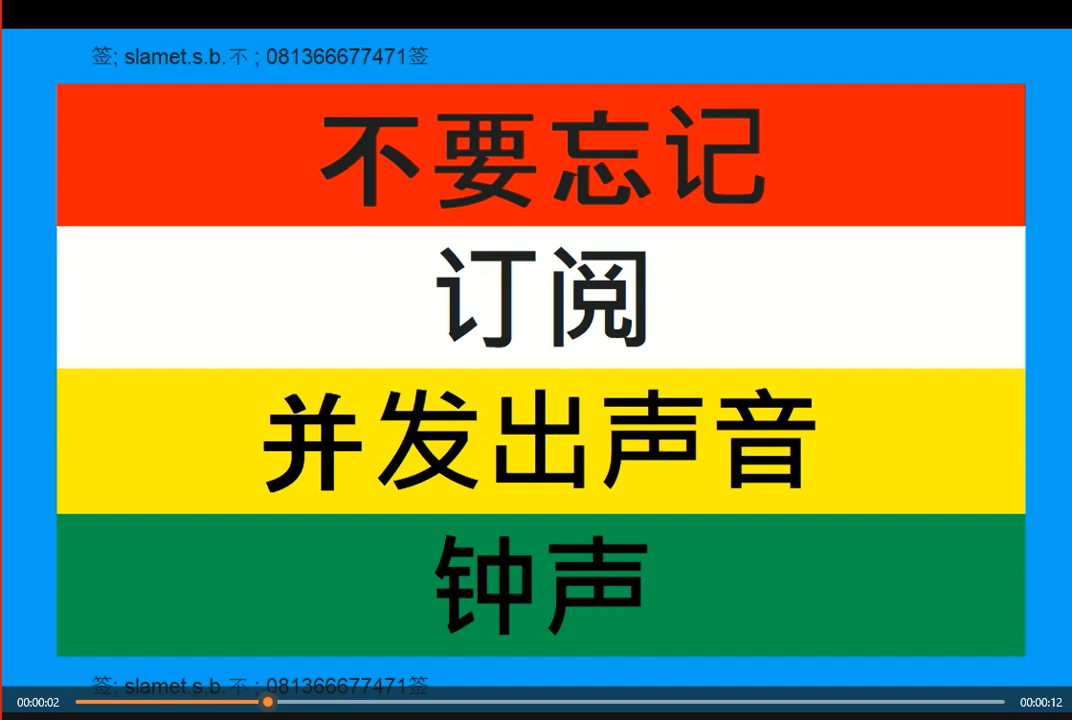 签; slamet.s.b.不 ; 081366677471签
不要忘记
订阅
并发出声音
钟声
签; slamet.s.b.不 ; 081366677471签
00:00:02
00:00:12